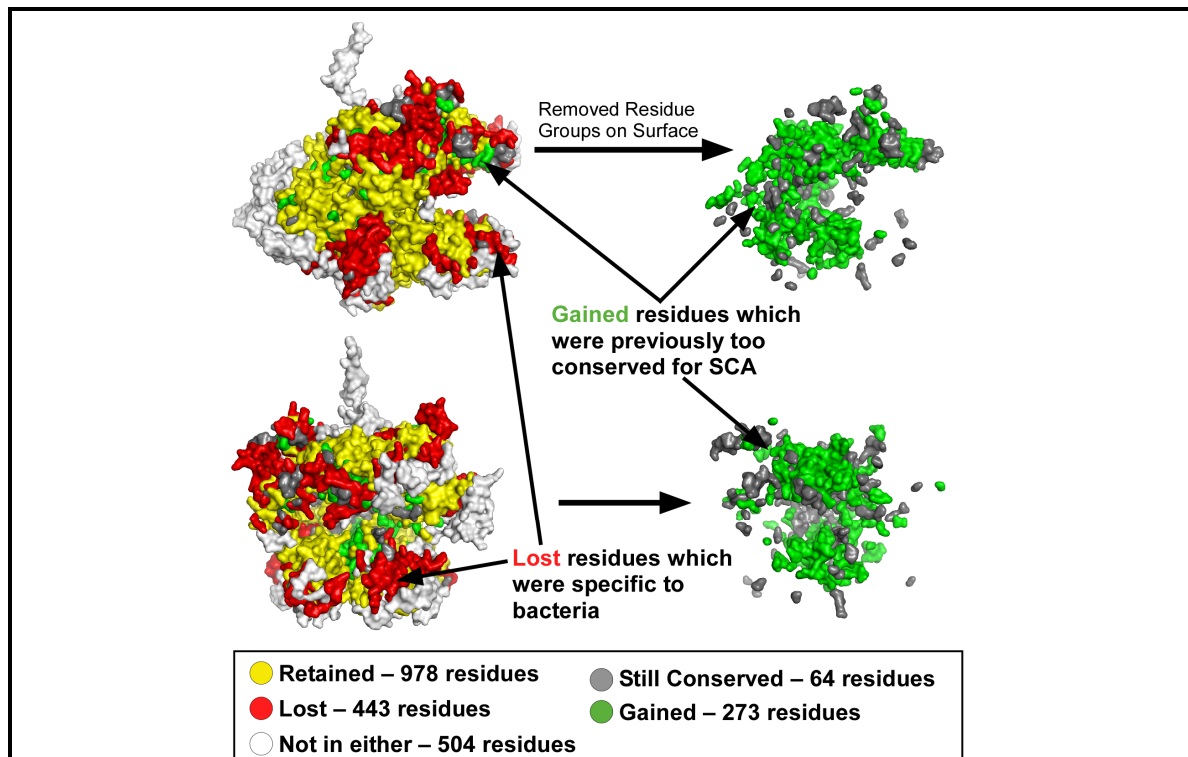 Removed Residue
Groups on Surface
Gained residues which
were previously too
conserved for SCA
Lost residues which
were specific to
bacteria
Retained – 978 residues
Lost – 443 residues
Not in either – 504 residues
Still Conserved – 64 residues
Gained – 273 residues